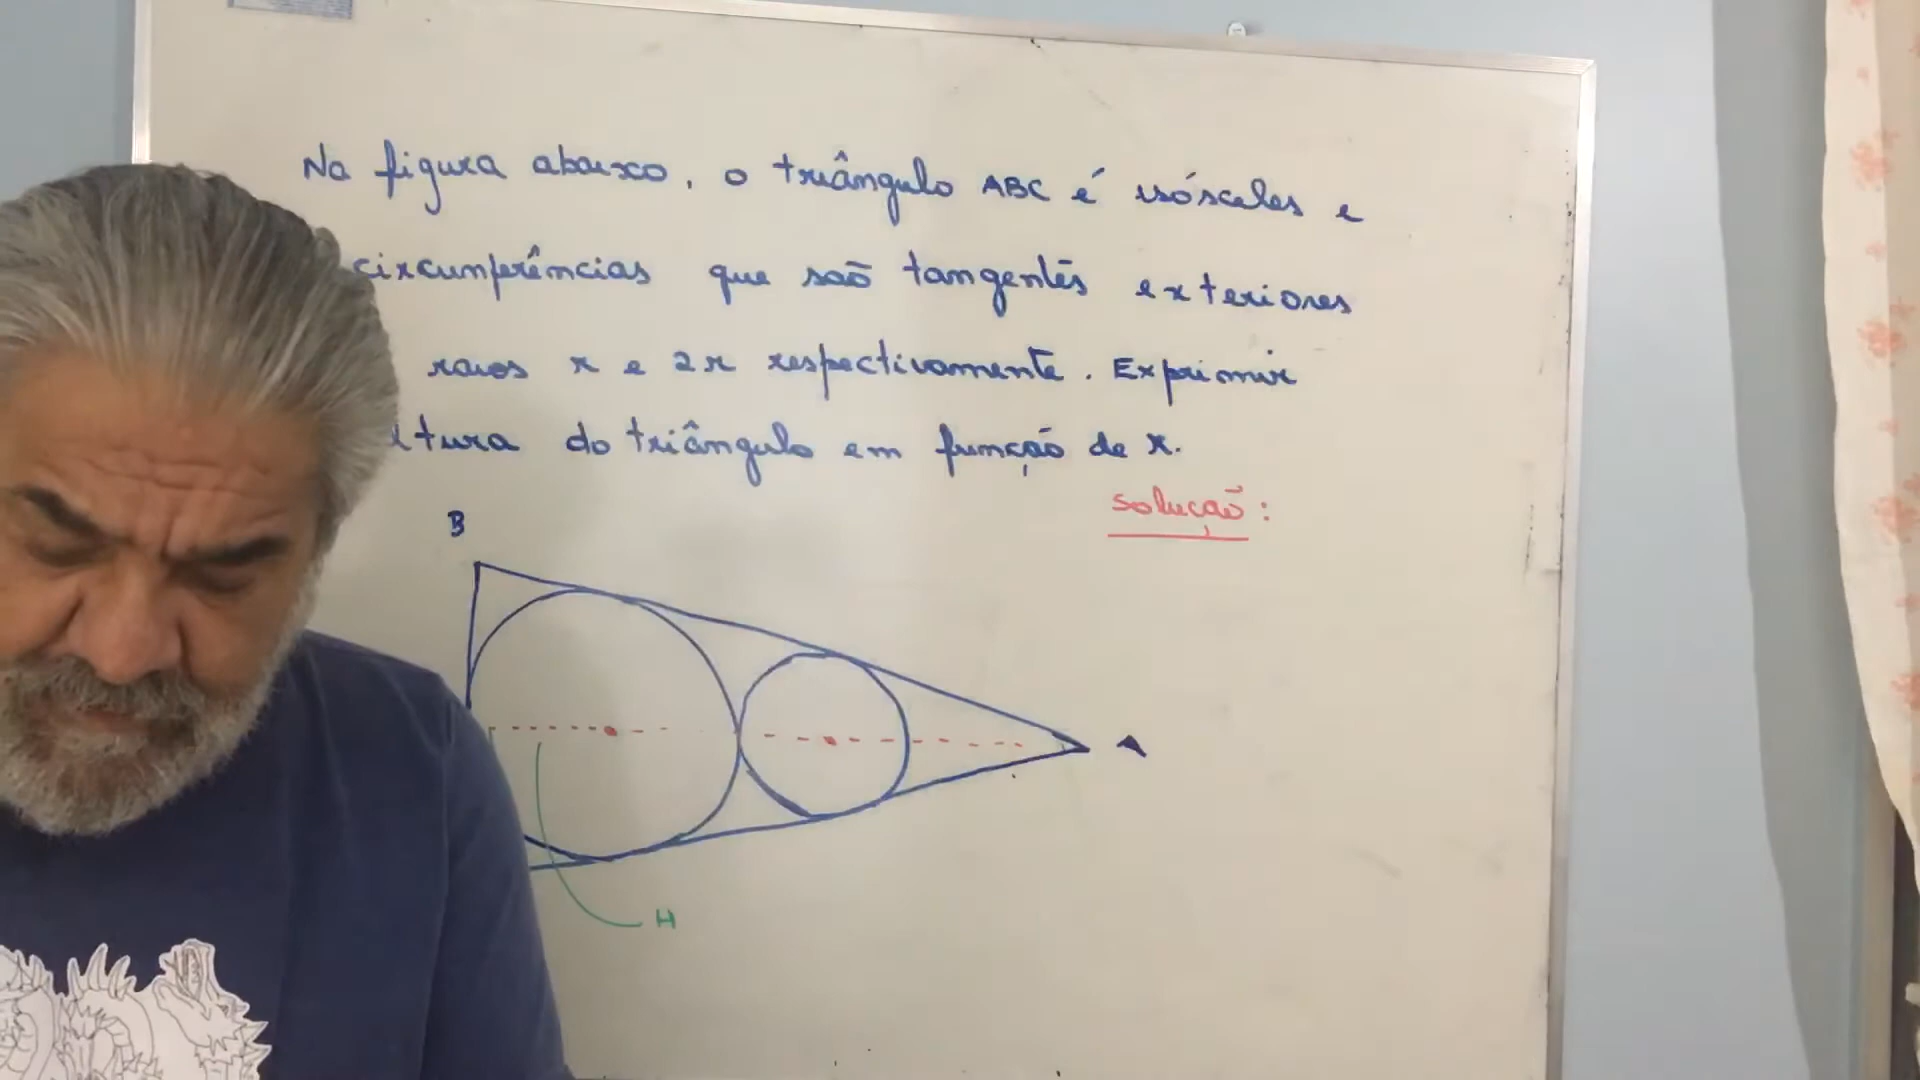 Na figura abaixo, o triângulo ABC é isósceles e
circunferências que são tangentes exteriores
raios r e 2r respectivamente. Exprimir
ltura do triângulo em função de r.
solução:
B
A
H